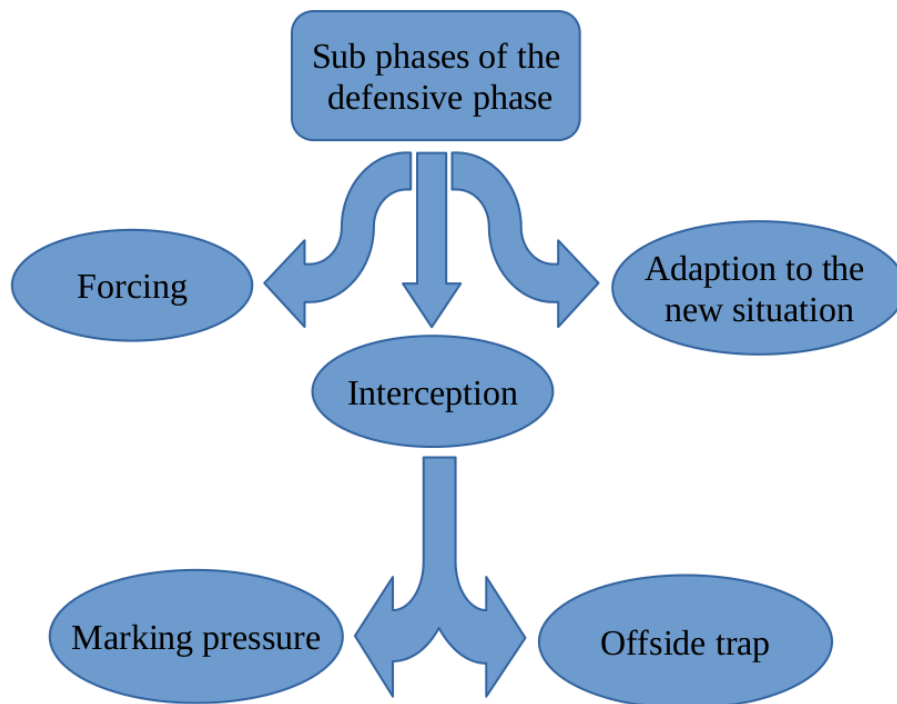 Sub phases of the
defensive phase
Forcing
Adaption to the
new situation
Interception
Marking pressure
Offside trap